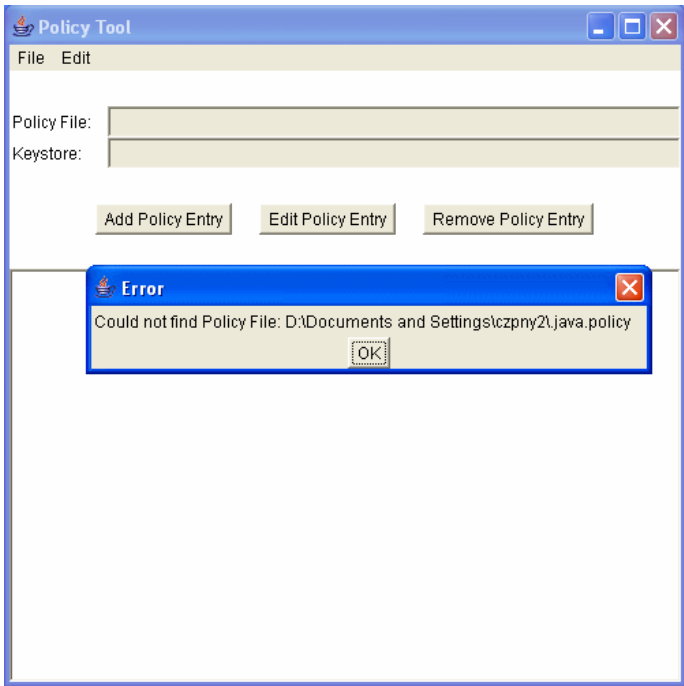 Policy Tool
File Edit
Policy File:
Keystore:
Add Policy Entry Edit Policy Entry Remove Policy Entry
Error
Could not find Policy File: D:\Documents and Settings\czpny2\.java.policy
OK